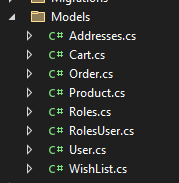 Models
C# Addresses.cs
C# Cart.cs
C# Order.cs
C# Product.cs
C# Roles.cs
C# RolesUser.cs
C# User.cs
C# WishList.cs